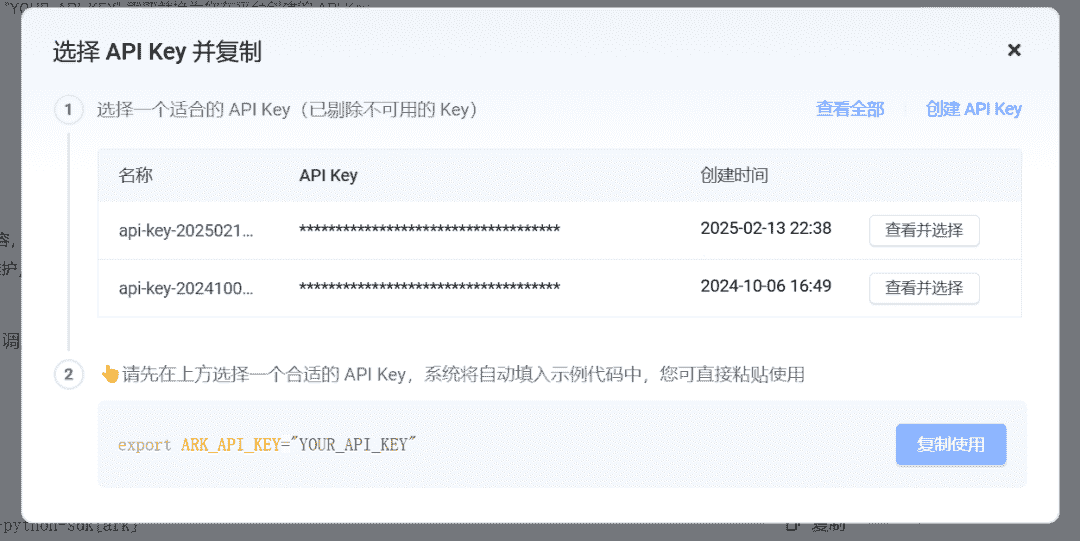 选择 API Key 并复制
1 选择一个适合的 API Key（已剔除不可用的 Key） 查看全部 创建 API Key
名称 API Key 创建时间
api-key-2025021... ************************************ 2025-02-13 22:38 查看并选择
api-key-2024100... ************************************ 2024-10-06 16:49 查看并选择
2 👆请先在上方选择一个合适的 API Key，系统将自动填入示例代码中，您可直接粘贴使用
export ARK_API_KEY="YOUR_API_KEY" 复制使用